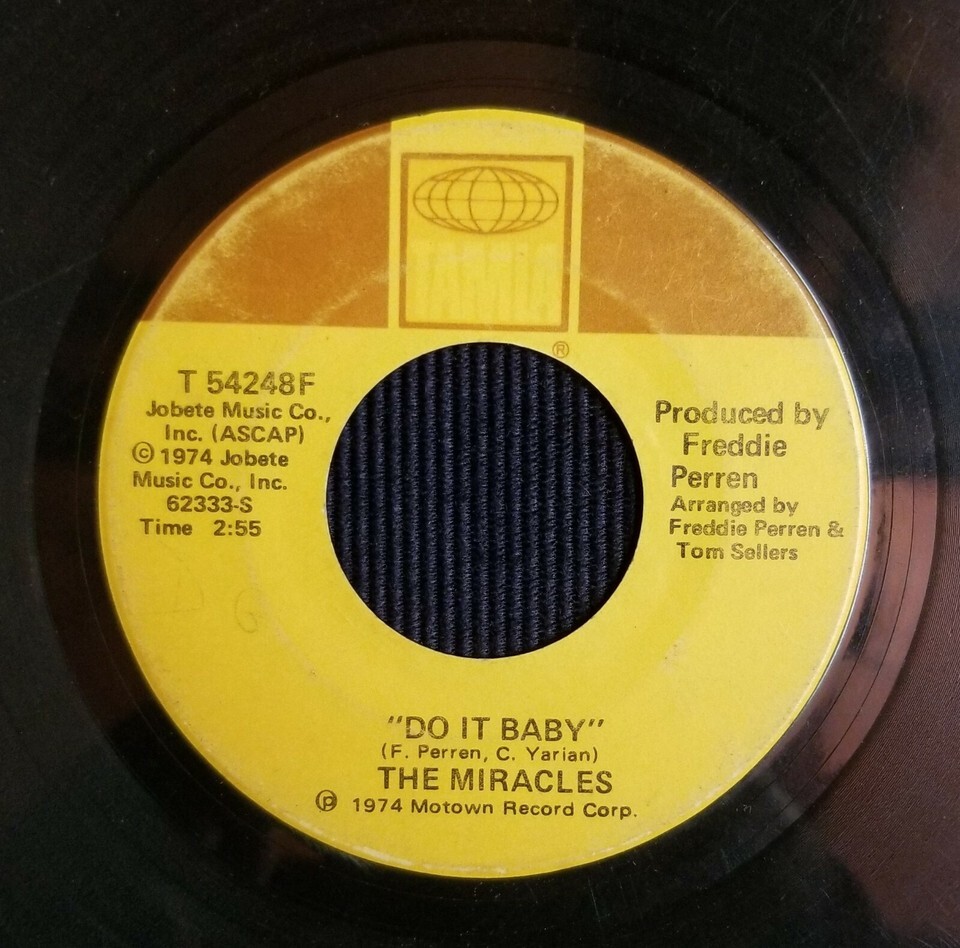 TAMLA
®
T 54248F
Jobete Music Co.,
Inc. (ASCAP)
© 1974 Jobete
Music Co., Inc.
62333-S
Time 2:55
Produced by
Freddie
Perren
Arranged by
Freddie Perren &
Tom Sellers
"DO IT BABY"
(F. Perren, C. Yarian)
THE MIRACLES
℗ 1974 Motown Record Corp.